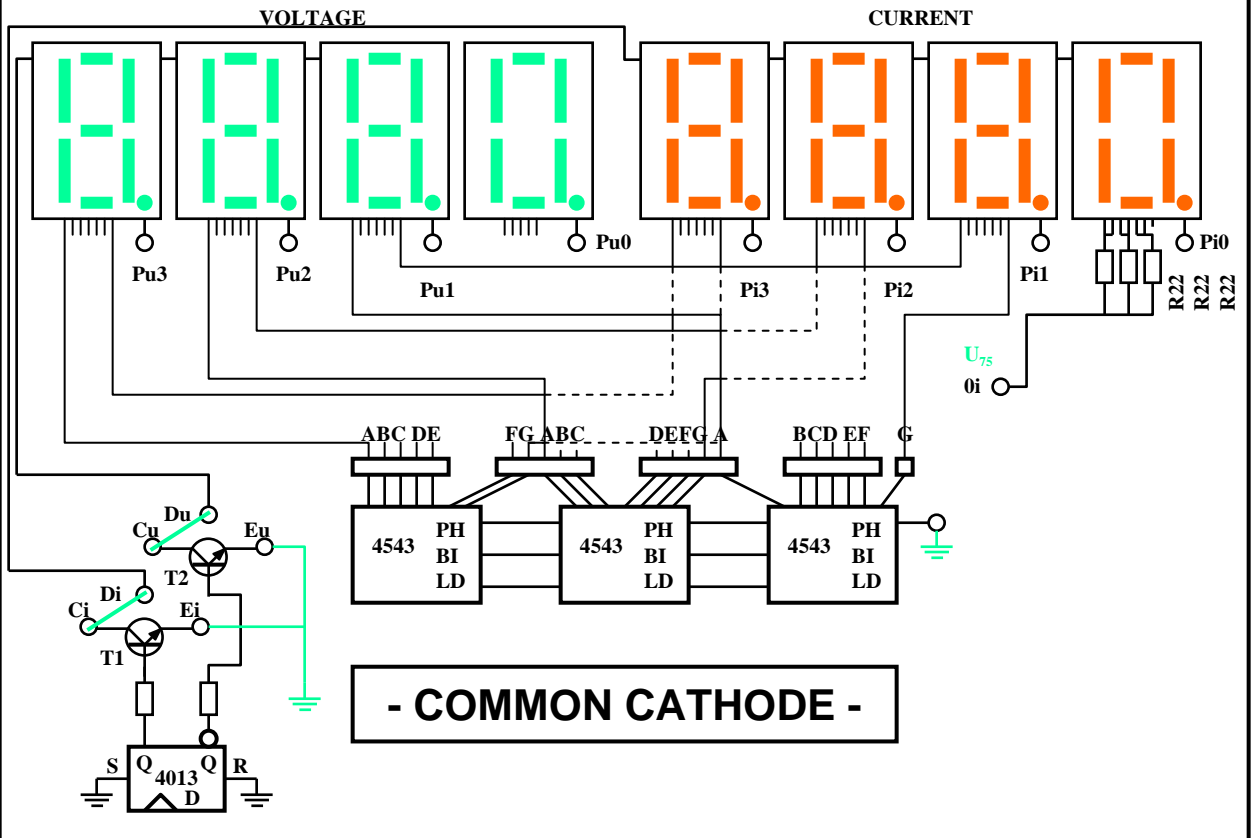 VOLTAGE CURRENT
Pu0 Pi0
Pu3 Pu2 Pu1 Pi3 Pi2 Pi1
R22 R22 R22
U75
0i
ABC DE FG ABC DEFG A BCD EF G
Du
Cu Eu
T2
4543 PH 4543 PH 4543 PH
BI BI BI
LD LD LD
Di
Ci Ei
T1
- COMMON CATHODE -
S Q Q R
4013
D